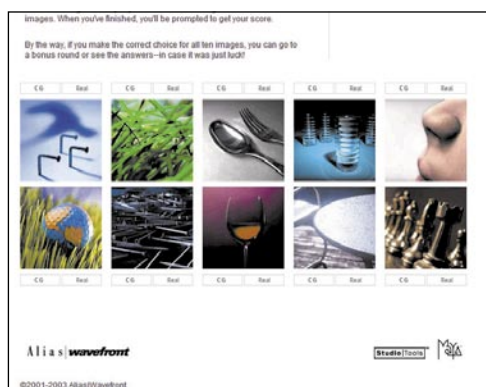 images. When you've finished, you'll be prompted to get your score.
By the way, if you make the correct choice for all ten images, you can go to
a bonus round or see the answers--in case it was just luck!
CG Real CG Real CG Real CG Real CG Real
CG Real CG Real CG Real CG Real CG Real
Alias|wavefront
Studio|Tools
Maya
©2001-2003 Alias|Wavefront